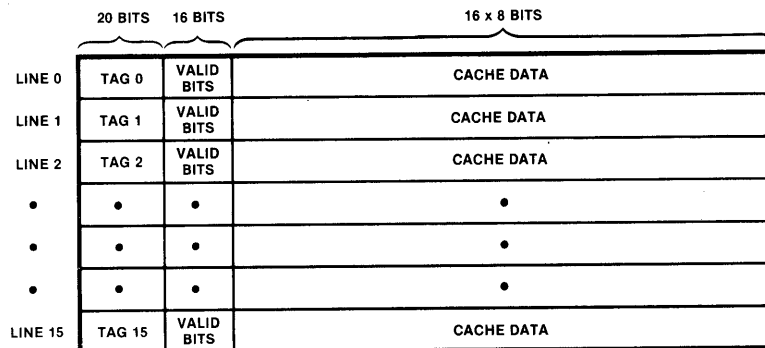 20 BITS 16 BITS 16 x 8 BITS
LINE 0 TAG 0 VALID BITS CACHE DATA
LINE 1 TAG 1 VALID BITS CACHE DATA
LINE 2 TAG 2 VALID BITS CACHE DATA
• • • •
• • • •
• • • •
LINE 15 TAG 15 VALID BITS CACHE DATA